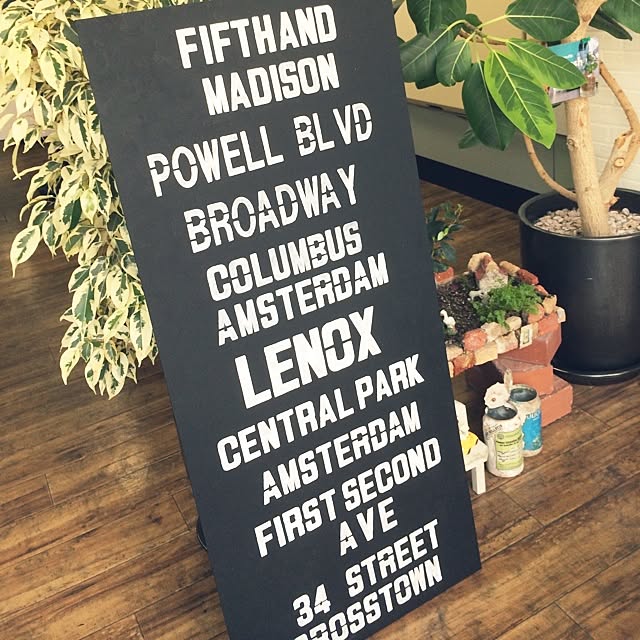 FIFTHAND
MADISON
POWELL BLVD
BROADWAY
COLUMBUS
AMSTERDAM
LENOX
CENTRAL PARK
AMSTERDAM
FIRST SECOND
AVE
34 STREET
CROSSTOWN